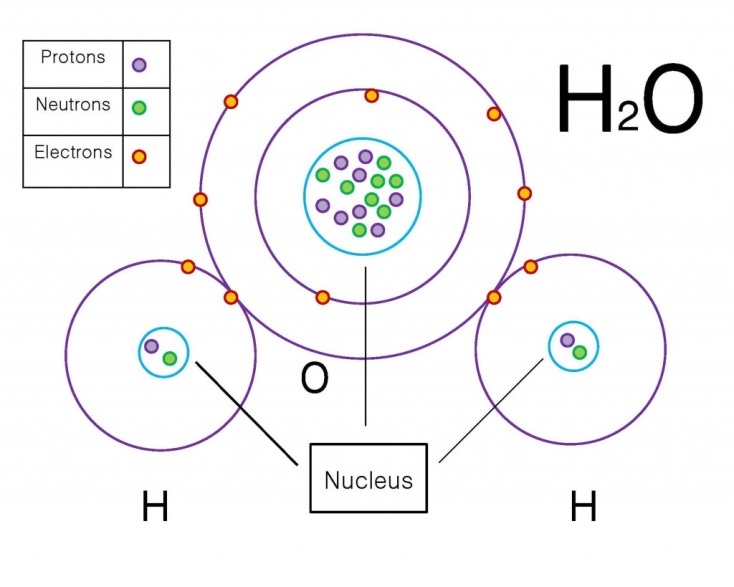 Protons
Neutrons
Electrons
H₂O
O
Nucleus
H
H